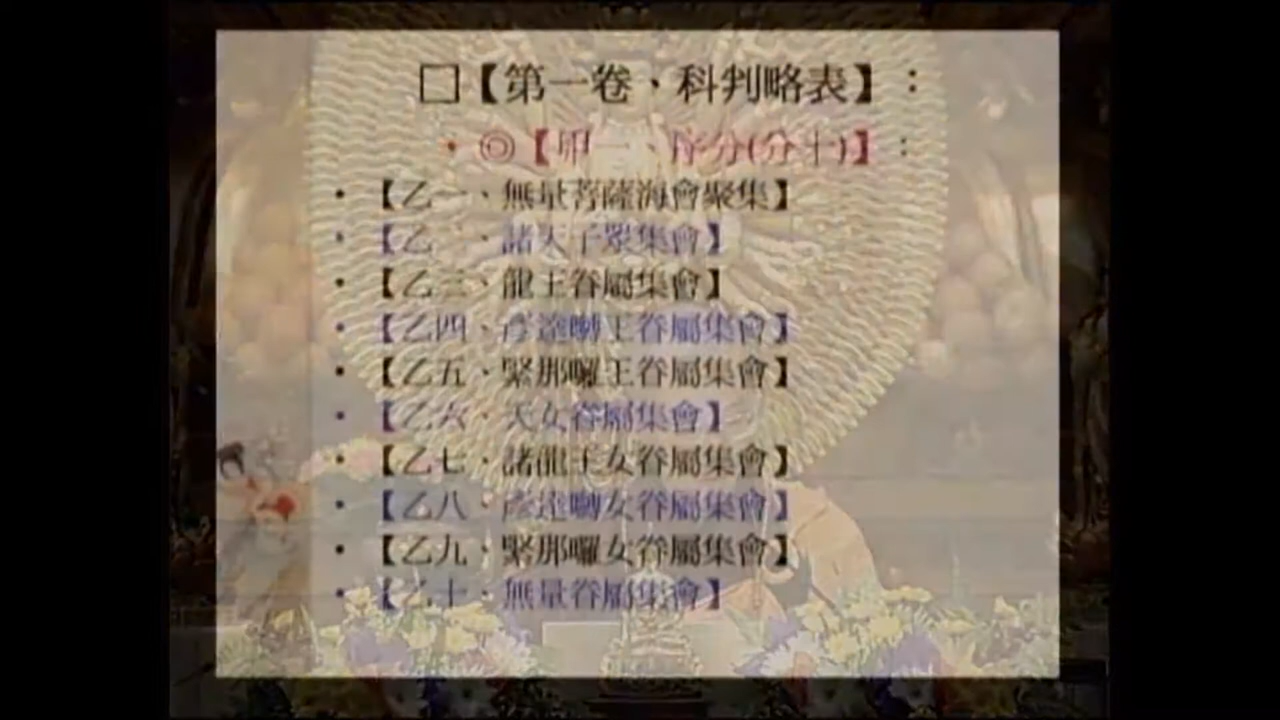 □【第一卷、科判略表】：
• ◎【甲一、序分(分十)】：
• 【乙一、無量菩薩海會聚集】
• 【乙二、諸天子眾集會】
• 【乙三、龍王眷屬集會】
• 【乙四、彥達嚩王眷屬集會】
• 【乙五、緊那囉王眷屬集會】
• 【乙六、天女眷屬集會】
• 【乙七、諸龍王女眷屬集會】
• 【乙八、彥達嚩女眷屬集會】
• 【乙九、緊那囉女眷屬集會】
• 【乙十、無量眷屬集會】